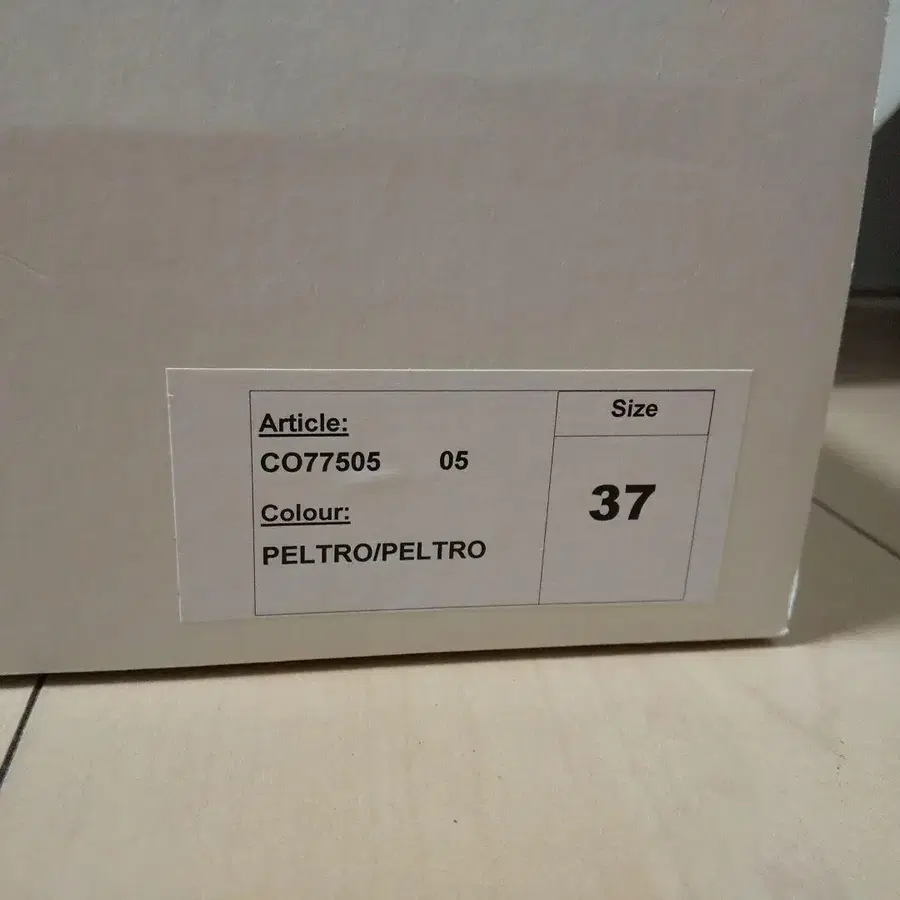 Article:
CO77505 05
Colour:
PELTRO/PELTRO
Size
37